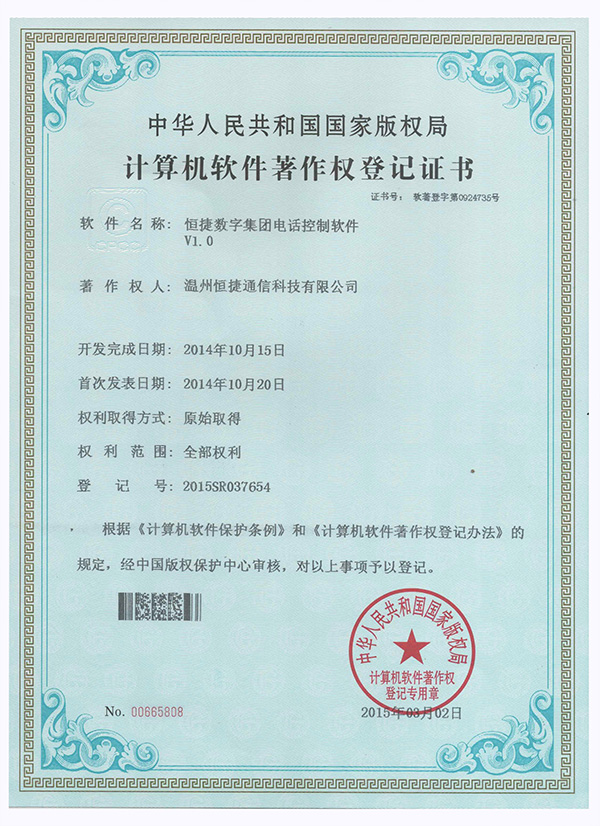 中华人民共和国国家版权局
计算机软件著作权登记证书
证书号： 软著登字第0924735号
软 件 名 称： 恒捷数字集团电话控制软件
V1.0
著 作 权 人： 温州恒捷通信科技有限公司
开发完成日期： 2014年10月15日
首次发表日期： 2014年10月20日
权利取得方式： 原始取得
权 利 范 围： 全部权利
登 记 号： 2015SR037654
根据《计算机软件保护条例》和《计算机软件著作权登记办法》的
规定，经中国版权保护中心审核，对以上事项予以登记。
中华人民共和国国家版权局
计算机软件著作权
登记专用章
No. 00665808
2015年03月02日